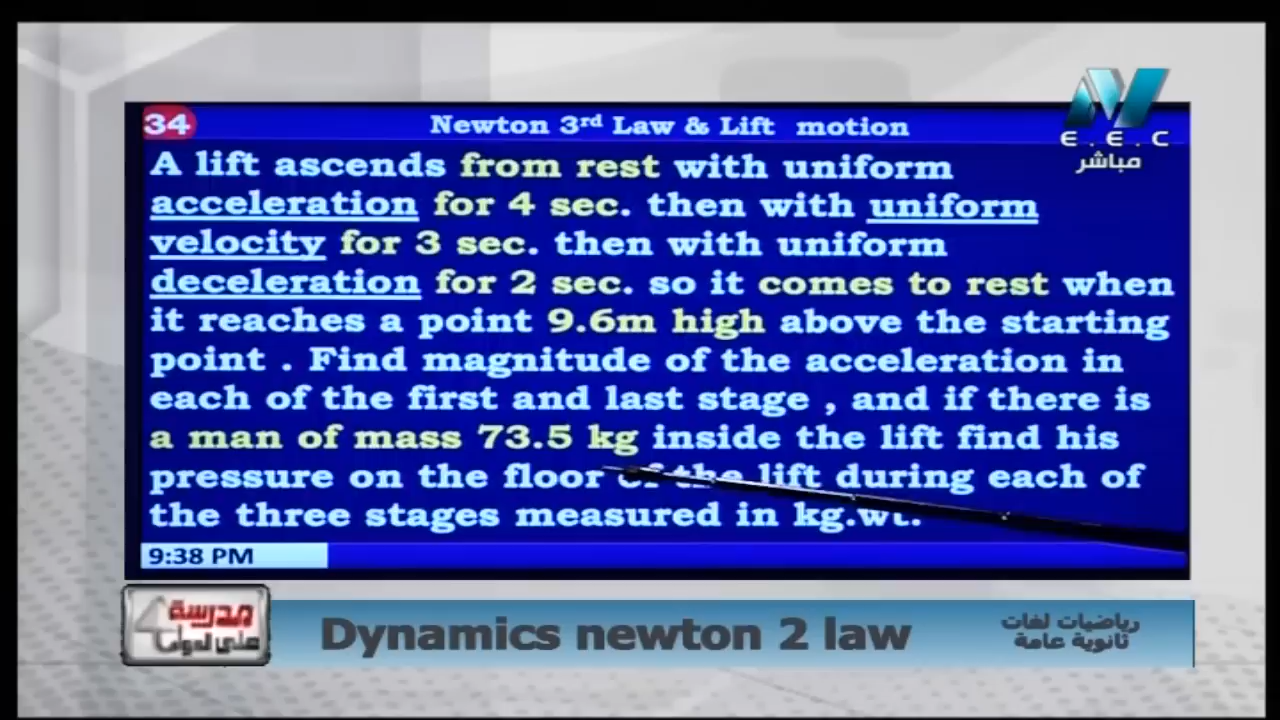 34
Newton 3rd Law & Lift motion
E.E.C
مباشر
A lift ascends from rest with uniform
acceleration for 4 sec. then with uniform
velocity for 3 sec. then with uniform
deceleration for 2 sec. so it comes to rest when
it reaches a point 9.6m high above the starting
point . Find magnitude of the acceleration in
each of the first and last stage , and if there is
a man of mass 73.5 kg inside the lift find his
pressure on the floor of the lift during each of
the three stages measured in kg.wt.
9:38 PM
مدرسة
على الهواء
Dynamics newton 2 law
رياضيات لغات
ثانوية عامة